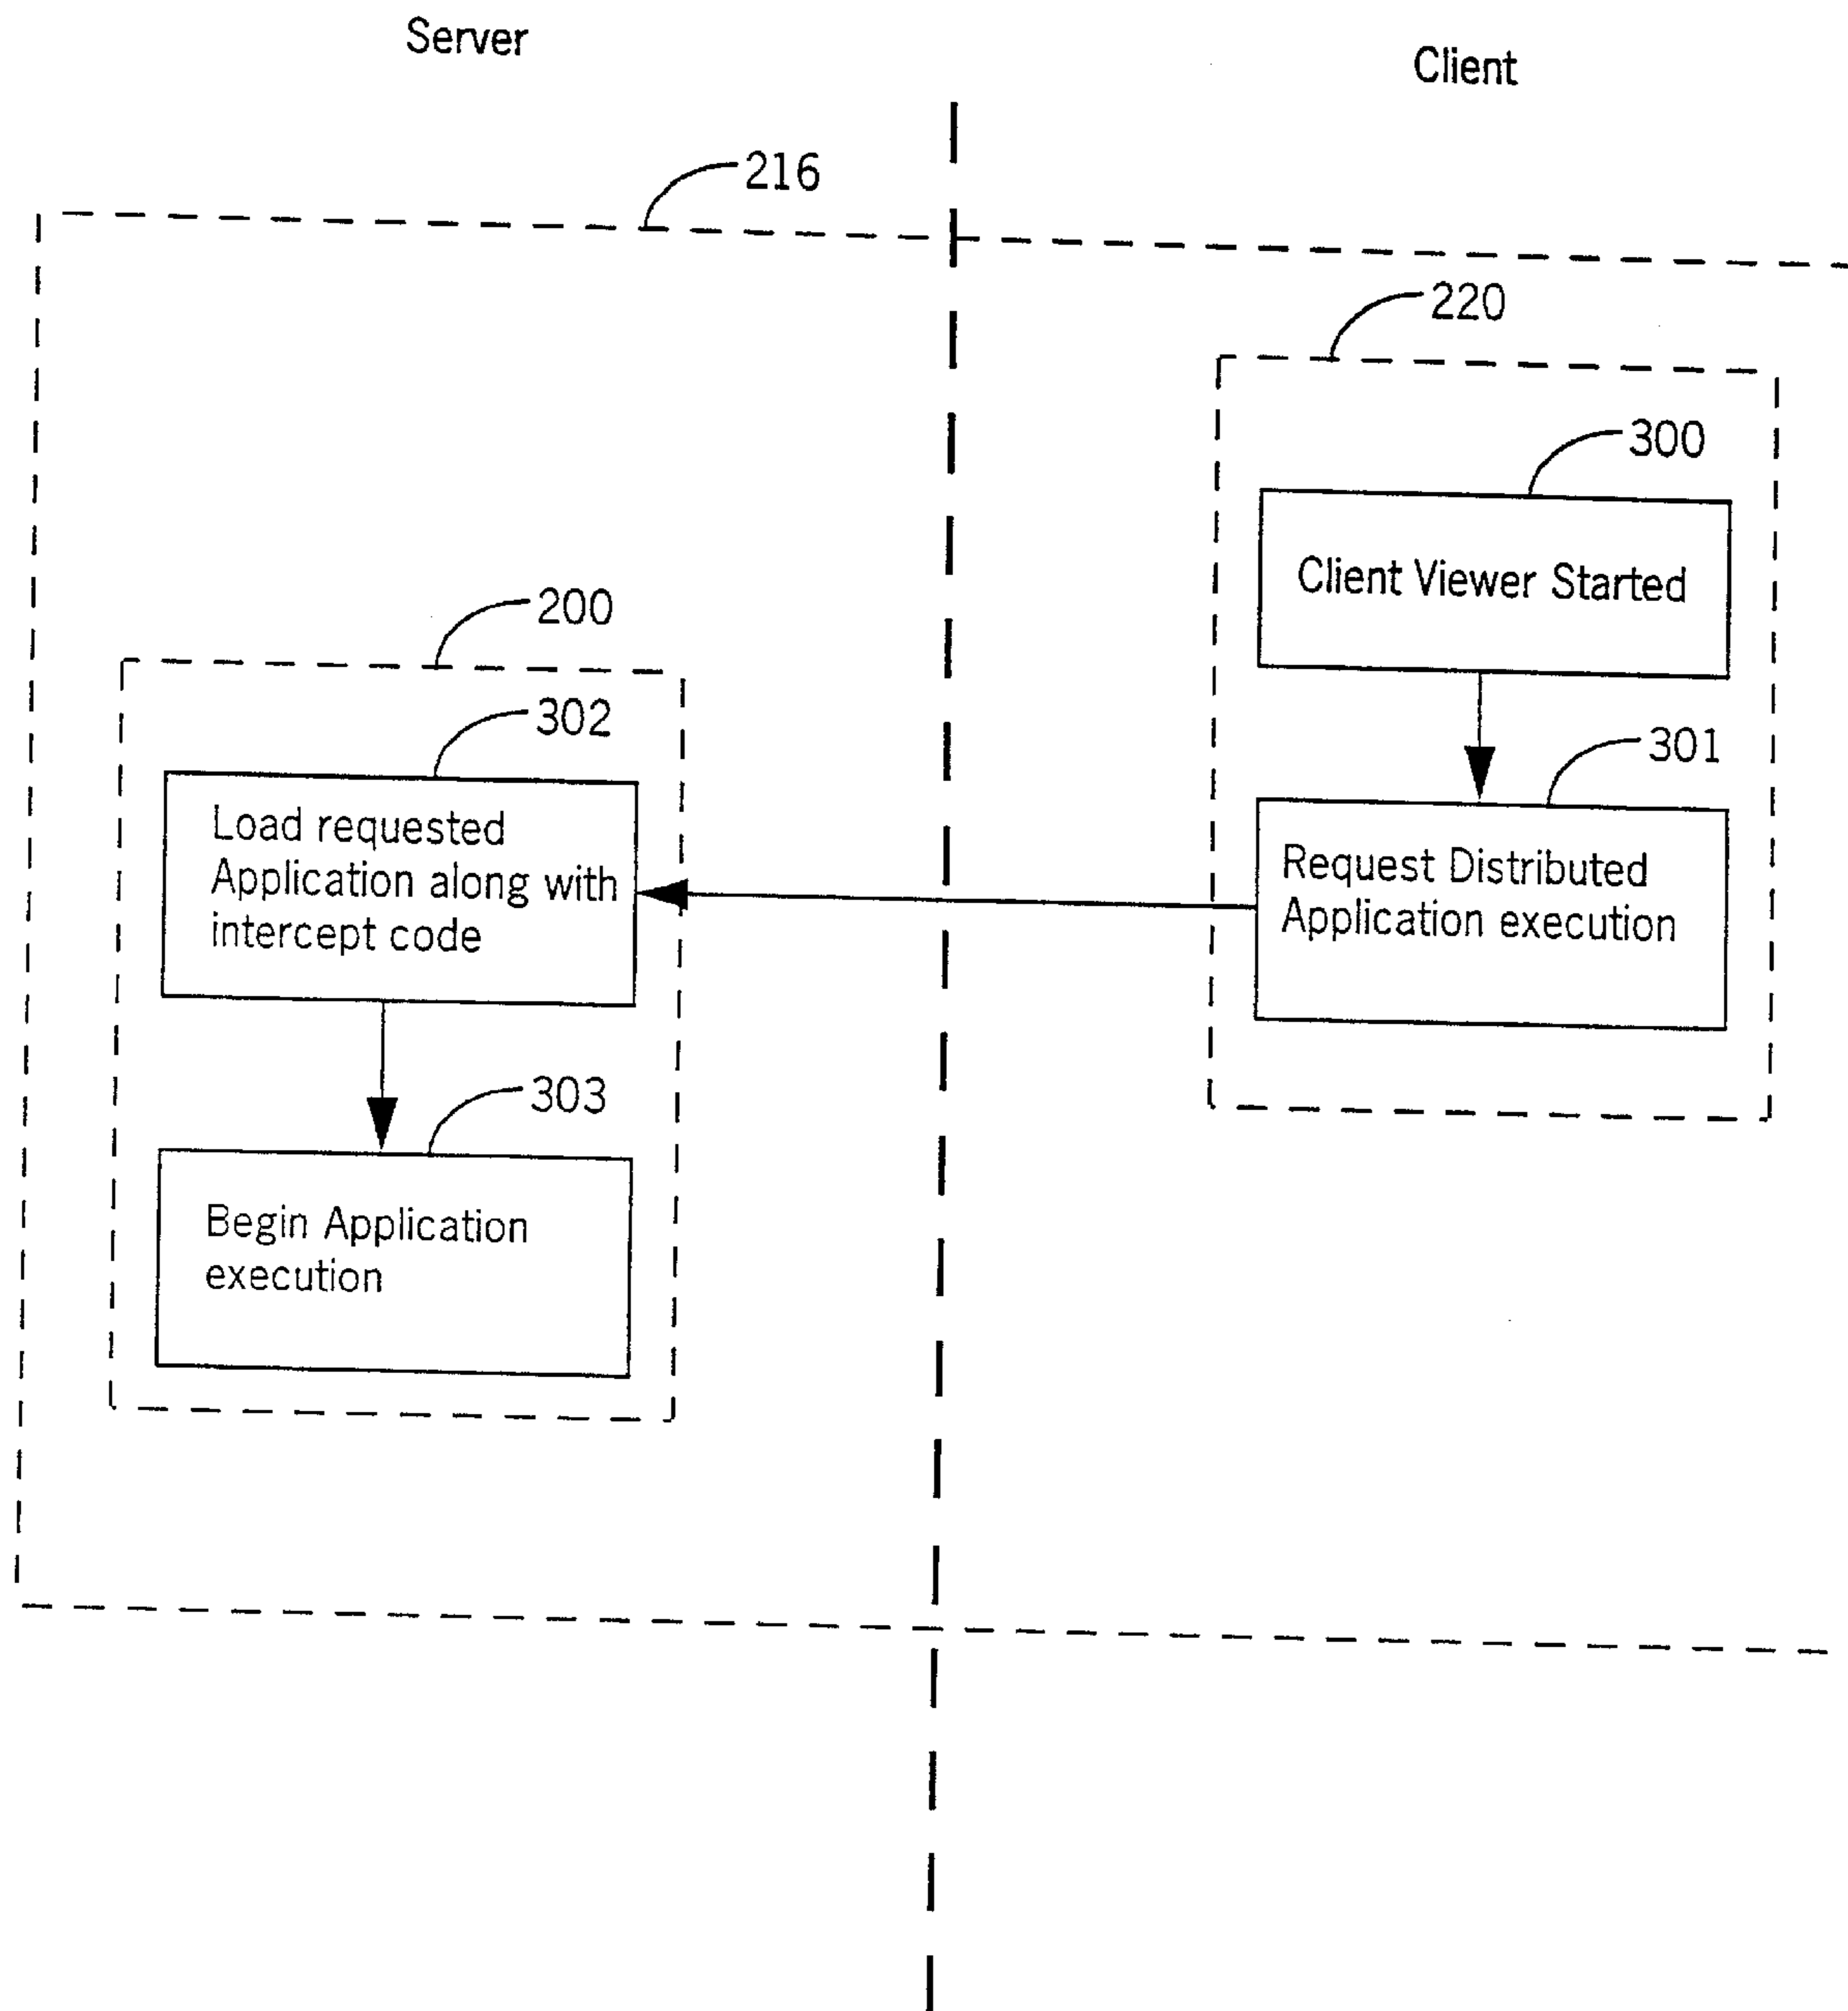 Server
Client
216
220
300
Client Viewer Started
200
302
301
Load requested
Application along with
intercept code
Request Distributed
Application execution
303
Begin Application
execution